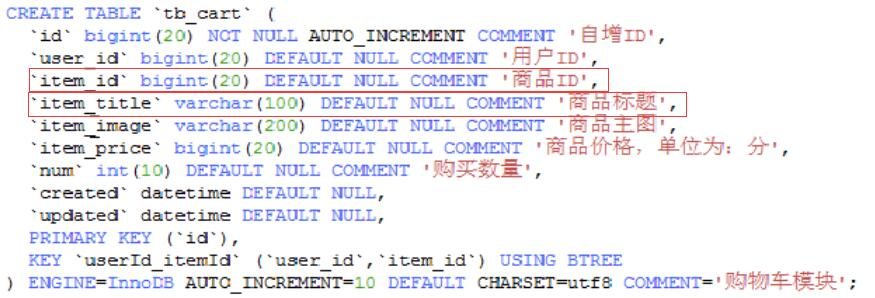 CREATE TABLE `tb_cart` (
`id` bigint(20) NOT NULL AUTO_INCREMENT COMMENT '自增ID',
`user_id` bigint(20) DEFAULT NULL COMMENT '用户ID',
`item_id` bigint(20) DEFAULT NULL COMMENT '商品ID',
`item_title` varchar(100) DEFAULT NULL COMMENT '商品标题',
`item_image` varchar(200) DEFAULT NULL COMMENT '商品主图',
`item_price` bigint(20) DEFAULT NULL COMMENT '商品价格，单位为：分',
`num` int(10) DEFAULT NULL COMMENT '购买数量',
`created` datetime DEFAULT NULL,
`updated` datetime DEFAULT NULL,
PRIMARY KEY (`id`),
KEY `userId_itemId` (`user_id`,`item_id`) USING BTREE
) ENGINE=InnoDB AUTO_INCREMENT=10 DEFAULT CHARSET=utf8 COMMENT='购物车模块';